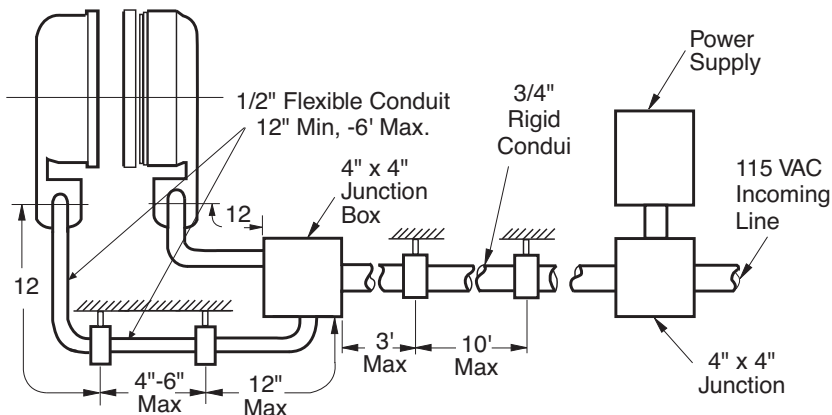 Power
Supply
1/2" Flexible Conduit
12" Min, -6' Max.
3/4"
Rigid
Condui
4" x 4"
Junction
Box
115 VAC
Incoming
Line
12
12
3'
Max
10'
Max
4"-6"
Max
12"
Max
4" x 4"
Junction